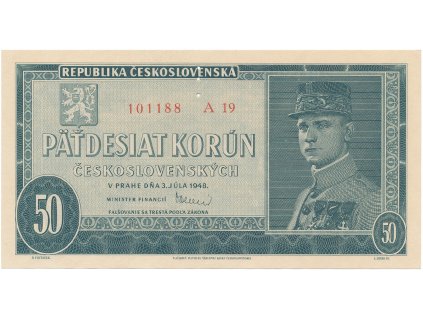 REPUBLIKA ČESKOSLOVENSKA
101188 A 19
PÄŤDESIAT KORÚN
ČESKOSLOVENSKÝCH
V PRAHE DŇA 3. JÚLA 1948.
MINISTER FINANCIÍ
FALŠOVANIE SA TRESTÁ PODĽA ZÁKONA
50
50